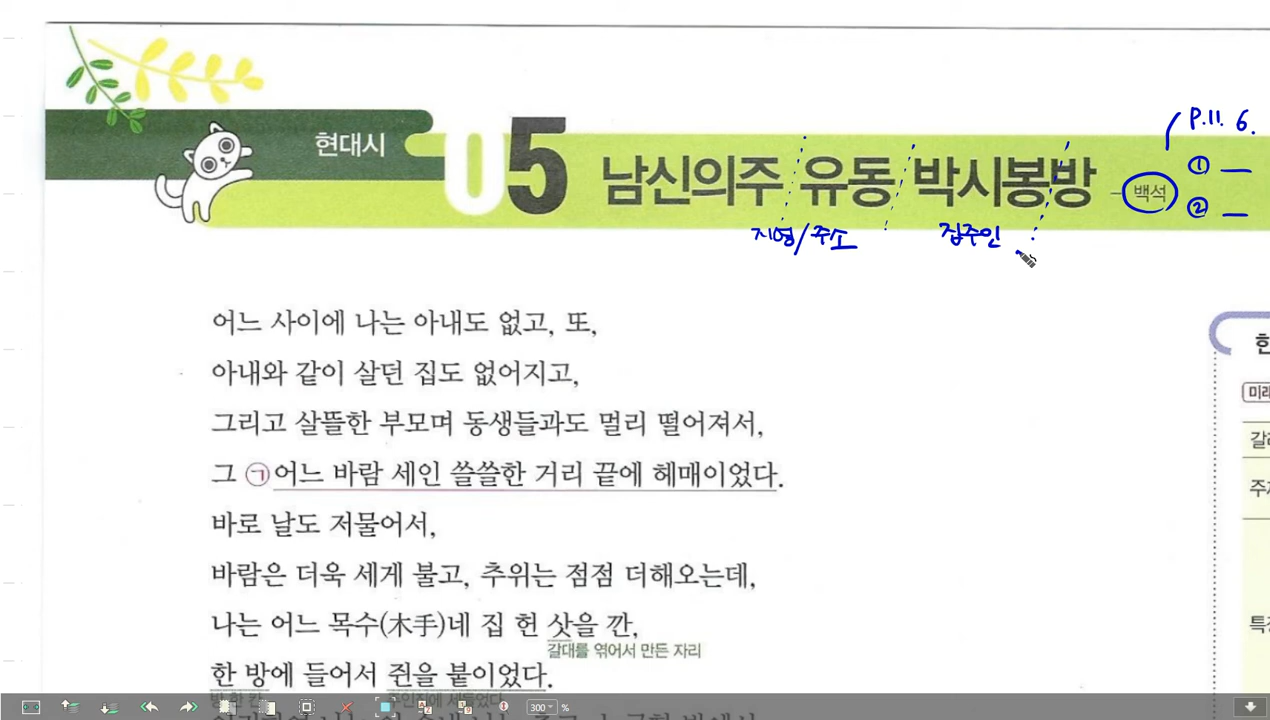 현대시
05 남신의주 유동 박시봉방 - 백석
P.11. 6.
①
②
지명/주소
집주인
어느 사이에 나는 아내도 없고, 또,
아내와 같이 살던 집도 없어지고,
그리고 살뜰한 부모며 동생들과도 멀리 떨어져서,
그 ㉠어느 바람 세인 쓸쓸한 거리 끝에 헤매이었다.
바로 날도 저물어서,
바람은 더욱 세게 불고, 추위는 점점 더해오는데,
나는 어느 목수(木手)네 집 헌 삿을 깐,
갈대를 엮어서 만든 자리
한 방에 들어서 쥔을 붙이었다.
300 %